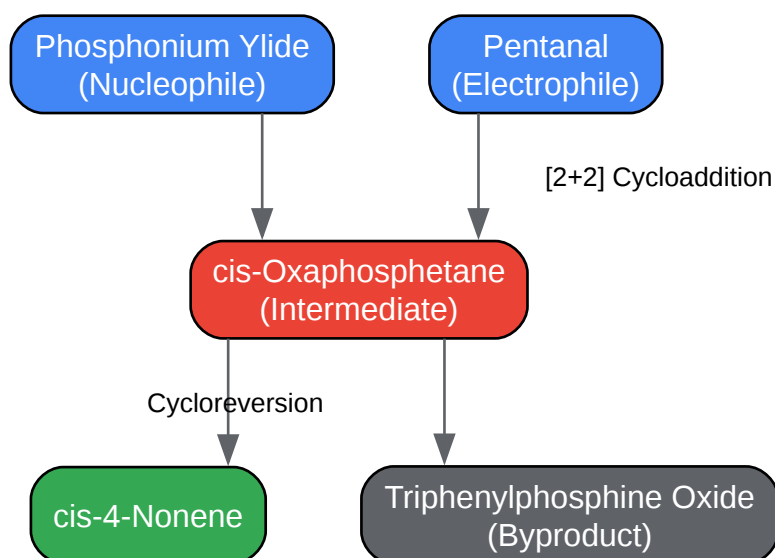 Phosphonium Ylide
(Nucleophile)
Pentanal
(Electrophile)
[2+2] Cycloaddition
cis-Oxaphosphetane
(Intermediate)
Cycloreversion
cis-4-Nonene
Triphenylphosphine Oxide
(Byproduct)